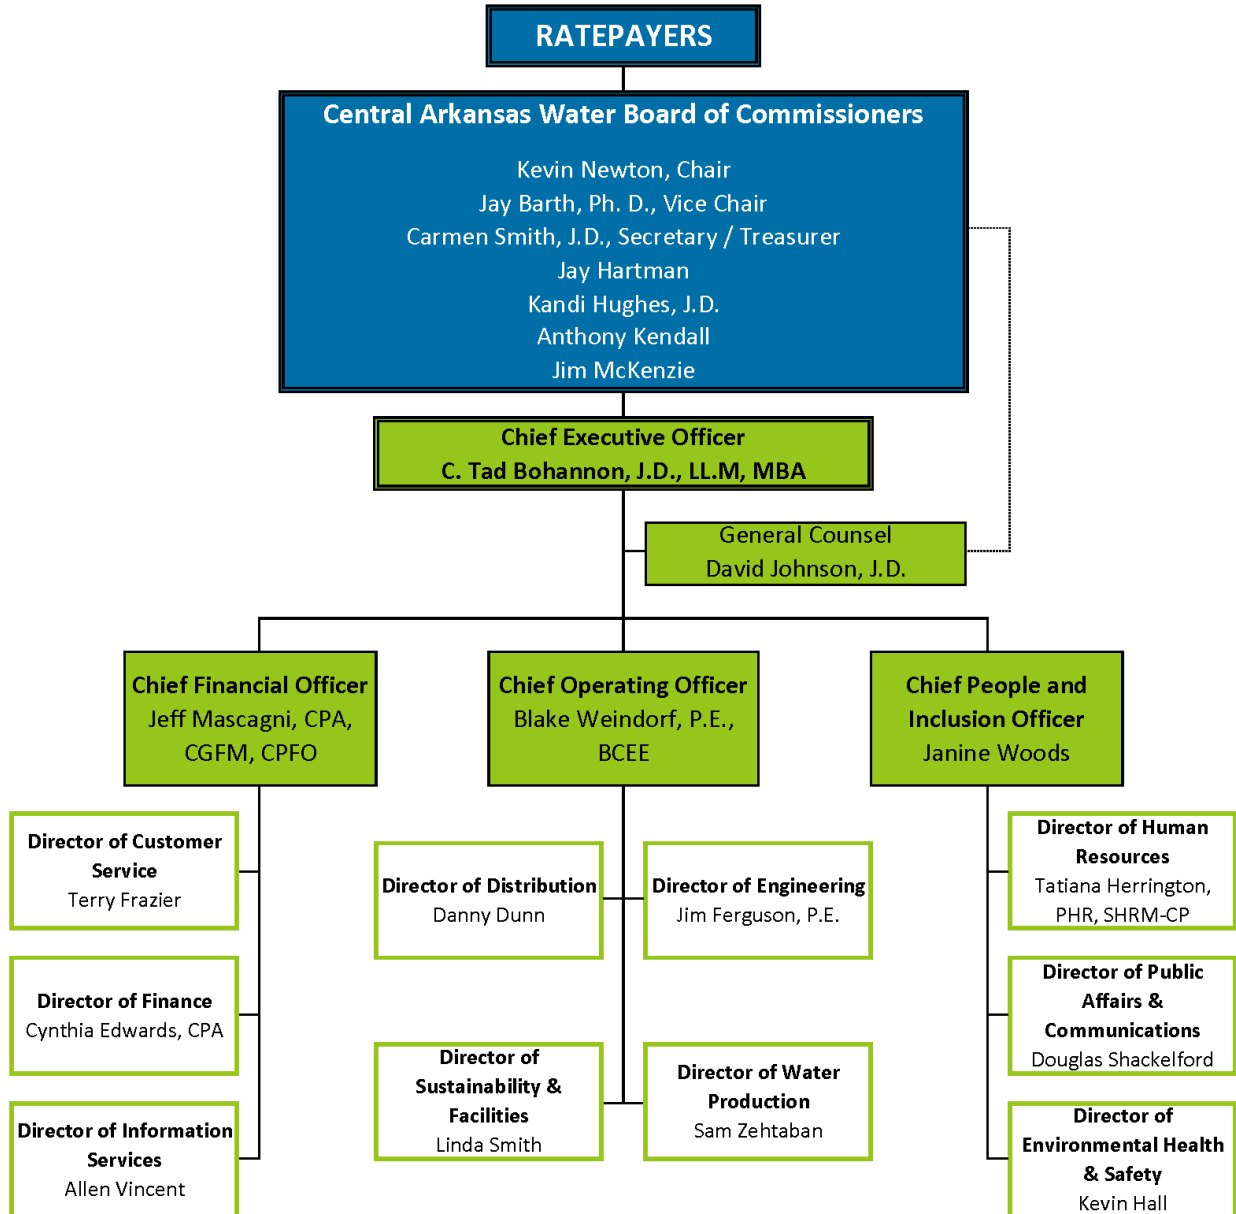 RATEPAYERS
Central Arkansas Water Board of Commissioners
Kevin Newton, Chair
Jay Barth, Ph. D., Vice Chair
Carmen Smith, J.D., Secretary / Treasurer
Jay Hartman
Kandi Hughes, J.D.
Anthony Kendall
Jim McKenzie
Chief Executive Officer
C. Tad Bohannon, J.D., LL.M, MBA
General Counsel
David Johnson, J.D.
Chief Financial Officer
Jeff Mascagni, CPA,
CGFM, CPFO
Chief Operating Officer
Blake Weindorf, P.E.,
BCEE
Chief People and
Inclusion Officer
Janine Woods
Director of Customer
Service
Terry Frazier
Director of Finance
Cynthia Edwards, CPA
Director of Information
Services
Allen Vincent
Director of Distribution
Danny Dunn
Director of Engineering
Jim Ferguson, P.E.
Director of
Sustainability &
Facilities
Linda Smith
Director of Water
Production
Sam Zehtaban
Director of Human
Resources
Tatiana Herrington,
PHR, SHRM-CP
Director of Public
Affairs &
Communications
Douglas Shackelford
Director of
Environmental Health
& Safety
Kevin Hall